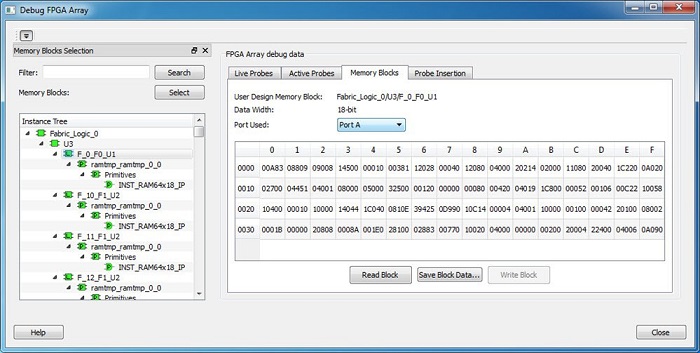 Debug FPGA Array
Memory Blocks Selection
Filter:
Search
Memory Blocks:
Select
Instance Tree
Fabric_Logic_0
U3
F_0_F0_U1
ramtmp_ramtmp_0_0
Primitives
INST_RAM64x18_IP
F_10_F1_U2
ramtmp_ramtmp_0_0
Primitives
INST_RAM64x18_IP
F_11_F1_U2
ramtmp_ramtmp_0_0
Primitives
INST_RAM64x18_IP
F_12_F1_U2
ramtmp_ramtmp_0_0
Primitives
FPGA Array debug data
Live Probes Active Probes Memory Blocks Probe Insertion
User Design Memory Block: Fabric_Logic_0/U3/F_0_F0_U1
Data Width: 18-bit
Port Used: Port A
0 1 2 3 4 5 6 7 8 9 A B C D E F
0000 00A83 08809 09008 14500 00010 00381 12028 00040 12080 04000 20214 02000 11080 20040 1C220 0A020
0010 02700 04451 04001 08000 05000 32500 00120 00000 00080 00420 04019 1C800 00052 00106 00C22 10058
0020 10400 00010 10000 14044 1C040 0810E 39425 0D990 10C14 00004 04001 10000 00100 00042 20100 08002
0030 0001B 00000 20808 0008A 001E0 28100 02883 00770 10020 04000 00000 00200 20004 22400 04006 0A090
Read Block Save Block Data... Write Block
Help Close